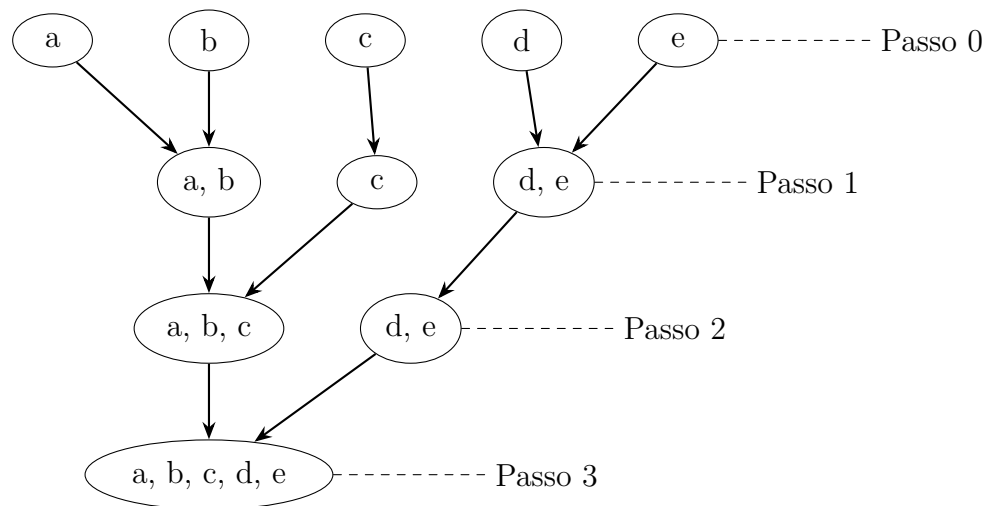 a b c d e Passo 0
a, b c d, e Passo 1
a, b, c d, e Passo 2
a, b, c, d, e Passo 3